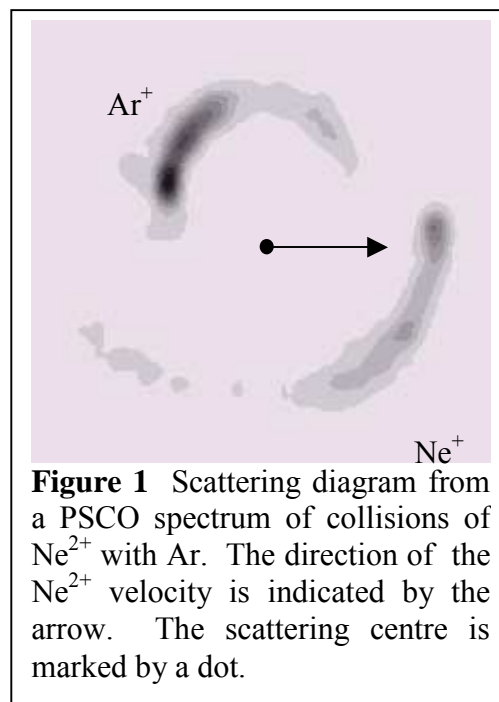 Ar⁺
Ne⁺
Figure 1 Scattering diagram from
a PSCO spectrum of collisions of
Ne²⁺ with Ar. The direction of the
Ne²⁺ velocity is indicated by the
arrow. The scattering centre is
marked by a dot.